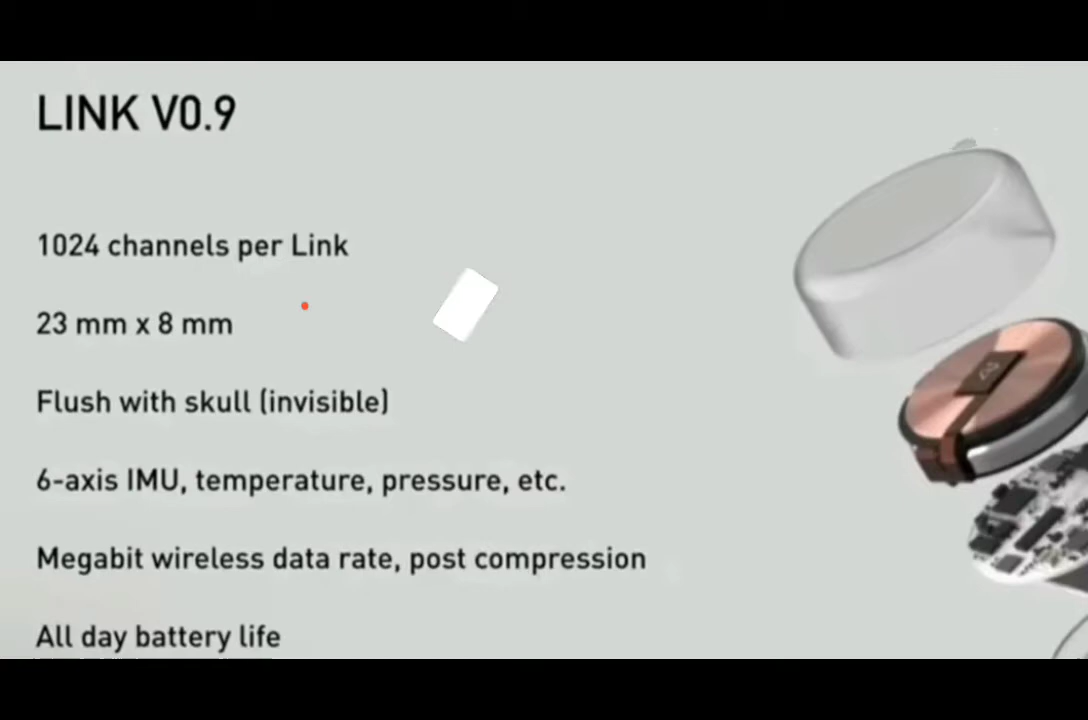 LINK V0.9
1024 channels per Link
23 mm x 8 mm
Flush with skull (invisible)
6-axis IMU, temperature, pressure, etc.
Megabit wireless data rate, post compression
All day battery life